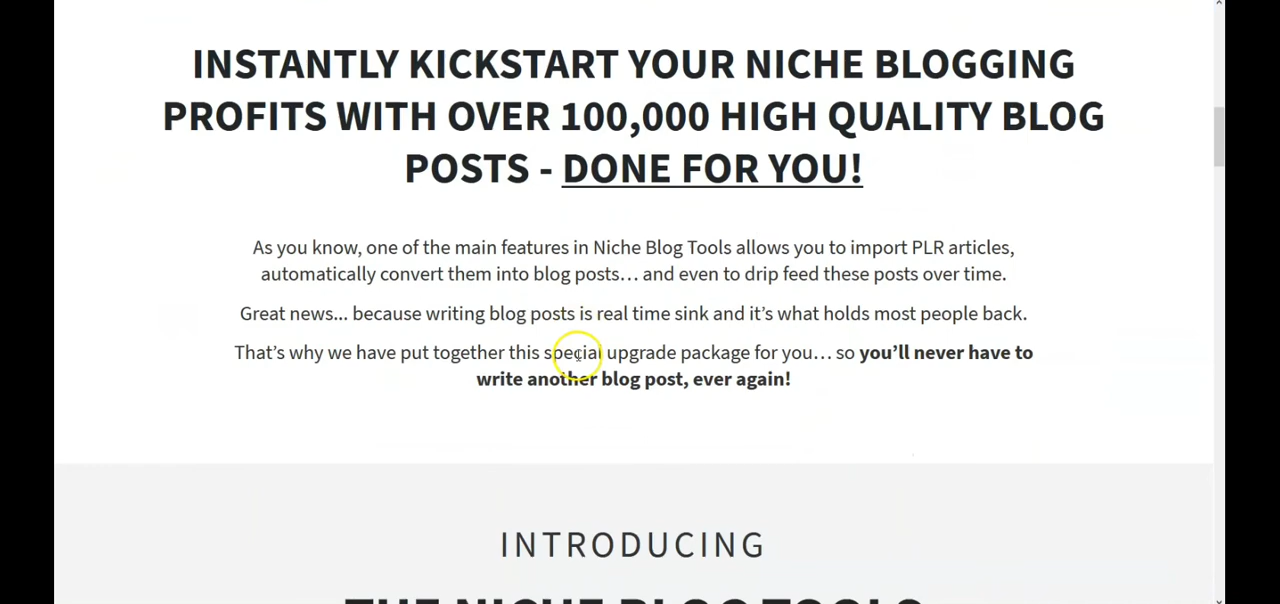 INSTANTLY KICKSTART YOUR NICHE BLOGGING
PROFITS WITH OVER 100,000 HIGH QUALITY BLOG
POSTS - DONE FOR YOU!
As you know, one of the main features in Niche Blog Tools allows you to import PLR articles,
automatically convert them into blog posts... and even to drip feed these posts over time.
Great news... because writing blog posts is real time sink and it's what holds most people back.
That's why we have put together this special upgrade package for you... so you'll never have to
write another blog post, ever again!
INTRODUCING
THE NICHE BLOG TOOLS